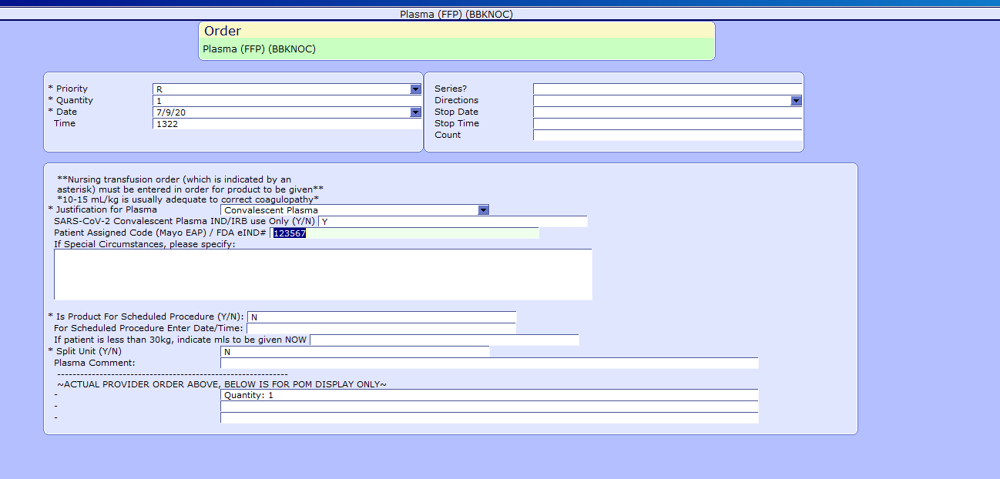 Plasma (FFP) (BBKNOC)
Order
Plasma (FFP) (BBKNOC)
* Priority R
* Quantity 1
* Date 7/9/20
Time 1322
Series?
Directions
Stop Date
Stop Time
Count
**Nursing transfusion order (which is indicated by an
asterisk) must be entered in order for product to be given**
*10-15 mL/kg is usually adequate to correct coagulopathy*
* Justification for Plasma Convalescent Plasma
SARS-CoV-2 Convalescent Plasma IND/IRB use Only (Y/N) Y
Patient Assigned Code (Mayo EAP) / FDA eIND# 123567
If Special Circumstances, please specify:
* Is Product For Scheduled Procedure (Y/N): N
For Scheduled Procedure Enter Date/Time:
If patient is less than 30kg, indicate mls to be given NOW
* Split Unit (Y/N) N
Plasma Comment:
------------------------------------------------------------
~ACTUAL PROVIDER ORDER ABOVE, BELOW IS FOR POM DISPLAY ONLY~
- Quantity: 1
-
-